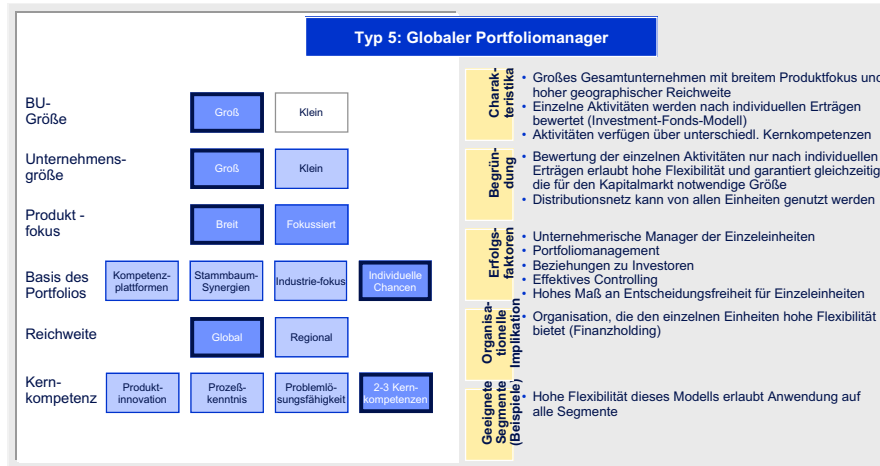 Typ 5: Globaler Portfoliomanager
BU-
Größe
Groß
Klein
Unternehmens-
größe
Groß
Klein
Produkt -
fokus
Breit
Fokussiert
Basis des
Portfolios
Kompetenz-
plattformen
Stammbaum-
Synergien
Industrie-fokus
Individuelle
Chancen
Reichweite
Global
Regional
Kern-
kompetenz
Produkt-
innovation
Prozeß-
kenntnis
Problemlö-
sungsfähigkeit
2-3 Kern-
kompetenzen
Charak-
teristika
• Großes Gesamtunternehmen mit breitem Produktfokus und
hoher geographischer Reichweite
• Einzelne Aktivitäten werden nach individuellen Erträgen
bewertet (Investment-Fonds-Modell)
• Aktivitäten verfügen über unterschiedl. Kernkompetenzen
Begrün-
dung
• Bewertung der einzelnen Aktivitäten nur nach individuellen
Erträgen erlaubt hohe Flexibilität und garantiert gleichzeitig
die für den Kapitalmarkt notwendige Größe
• Distributionsnetz kann von allen Einheiten genutzt werden
Erfolgs-
faktoren
• Unternehmerische Manager der Einzeleinheiten
• Portfoliomanagement
• Beziehungen zu Investoren
• Effektives Controlling
• Hohes Maß an Entscheidungsfreiheit für Einzeleinheiten
Organisa-
tionelle
Implikation
• Organisation, die den einzelnen Einheiten hohe Flexibilität
bietet (Finanzholding)
Geeignete
Segmente
(Beispiele)
• Hohe Flexibilität dieses Modells erlaubt Anwendung auf
alle Segmente